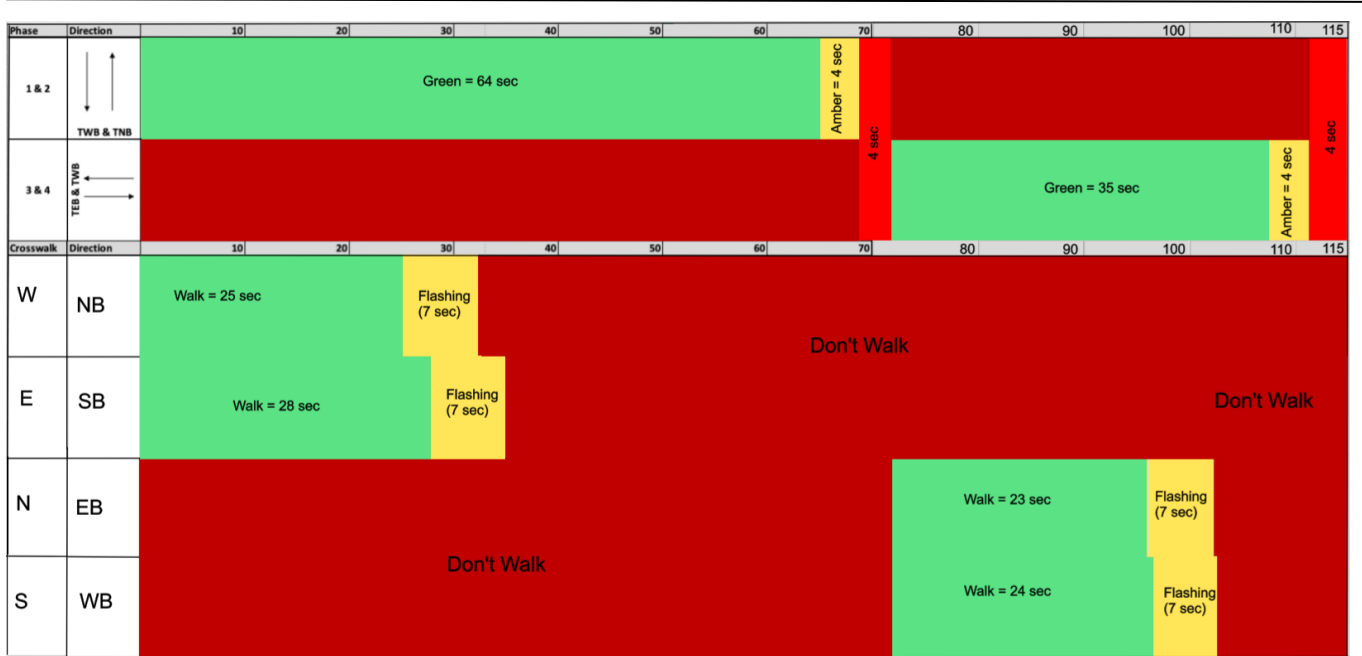 Phase Direction 10 20 30 40 50 60 70 80 90 100 110 115
1 & 2
TWB & TNB
Green = 64 sec
Amber = 4 sec
4 sec
4 sec
3 & 4
TEB & TWB
Green = 35 sec
Amber = 4 sec
Crosswalk Direction 10 20 30 40 50 60 70 80 90 100 110 115
W NB Walk = 25 sec Flashing
(7 sec)
Don't Walk
E SB Walk = 28 sec Flashing
(7 sec)
Don't Walk
N EB Walk = 23 sec Flashing
(7 sec)
Don't Walk
S WB Walk = 24 sec Flashing
(7 sec)